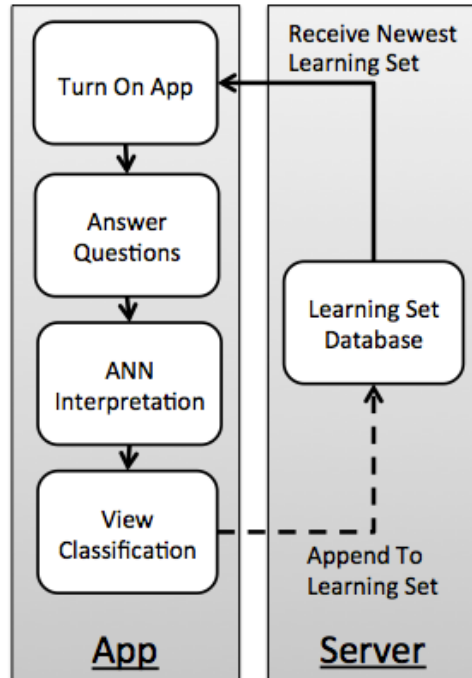 Turn On App
Answer
Questions
ANN
Interpretation
View
Classification
App
Receive Newest
Learning Set
Learning Set
Database
Append To
Learning Set
Server